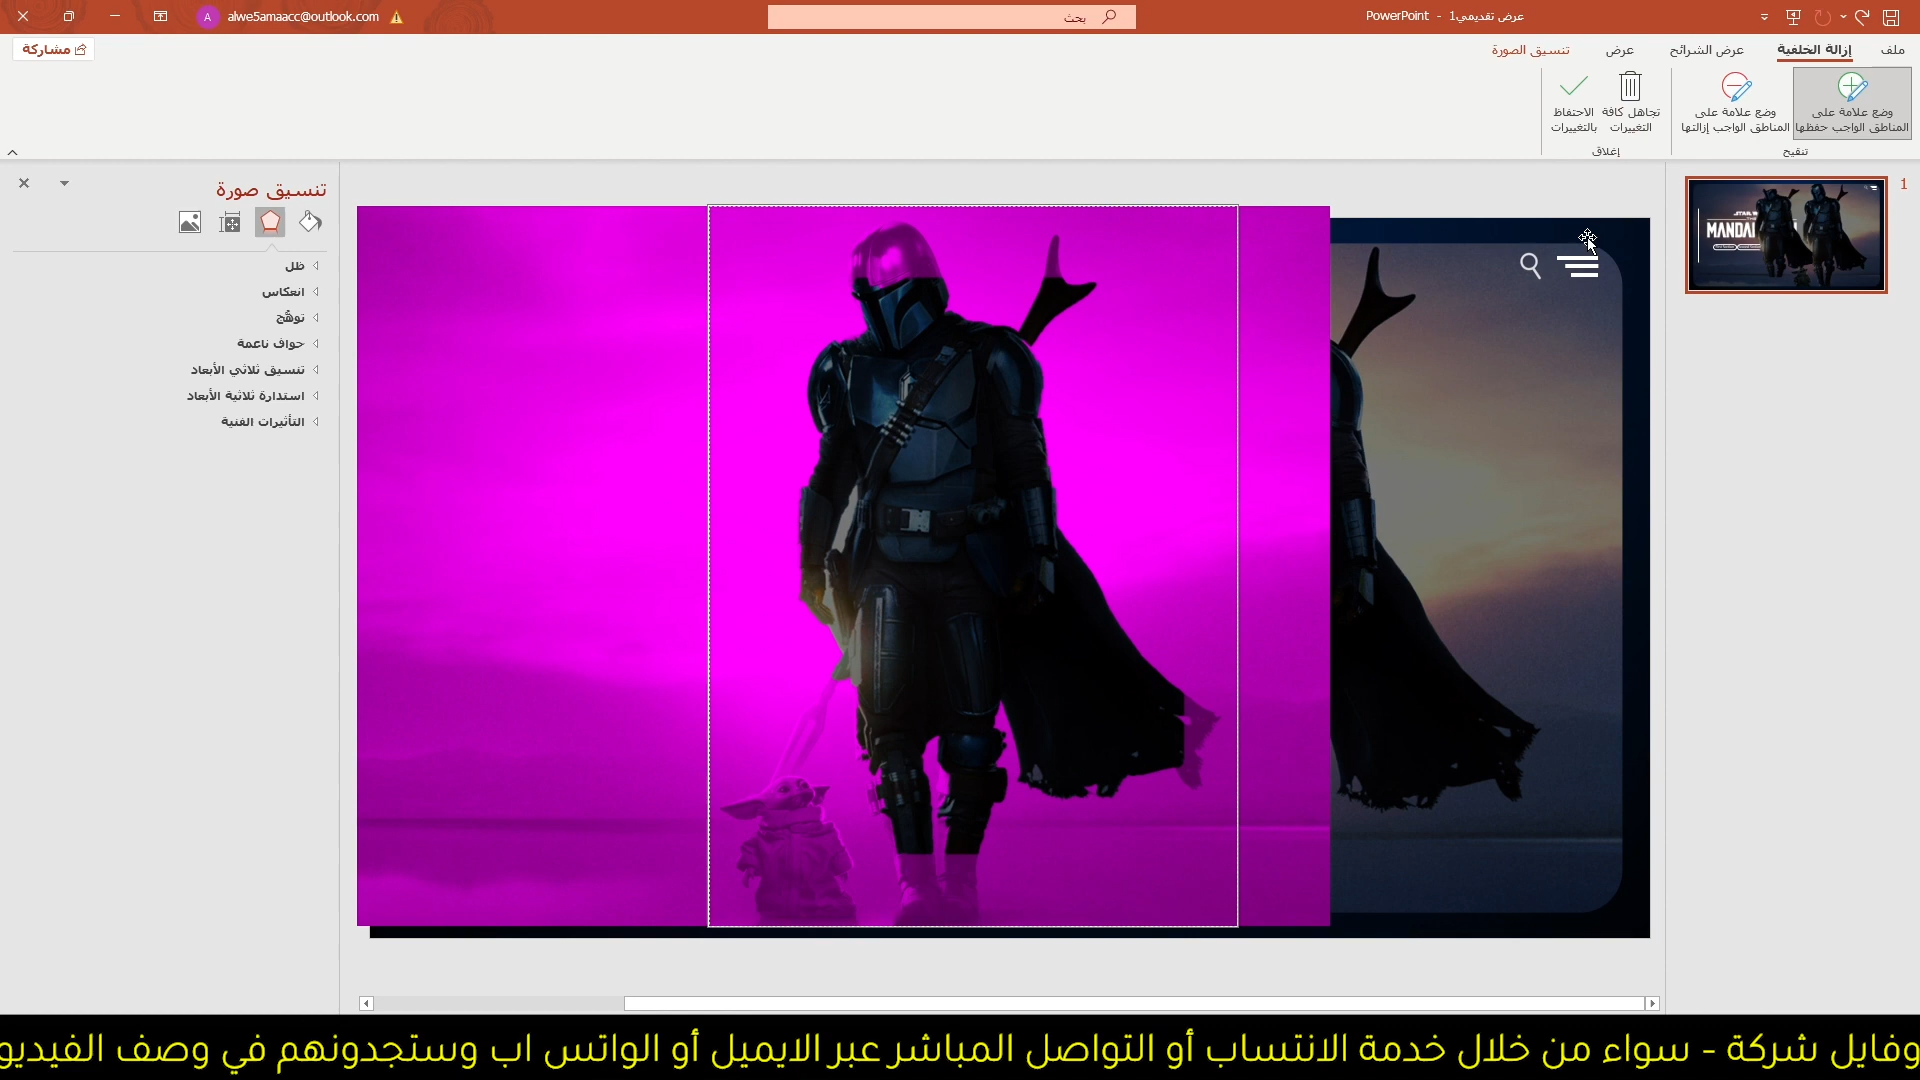 alwe5amaacc@outlook.com
A
بحث
عرض تقديمي1 - PowerPoint
ملف
إزالة الخلفية
عرض الشرائح
عرض
تنسيق الصورة
مشاركة
وضع علامة على المناطق الواجب حفظها
وضع علامة على المناطق الواجب إزالتها
تنقيح
تجاهل كافة التغييرات
الاحتفاظ بالتغييرات
إغلاق
1
STAR W
MANDAL
تنسيق صورة
ظل
انعكاس
توهُّج
حواف ناعمة
تنسيق ثلاثي الأبعاد
استدارة ثلاثية الأبعاد
التأثيرات الفنية
وفايل شركة - سواء من خلال خدمة الانتساب أو التواصل المباشر عبر الايميل أو الواتس اب وستجدونهم في وصف الفيديو